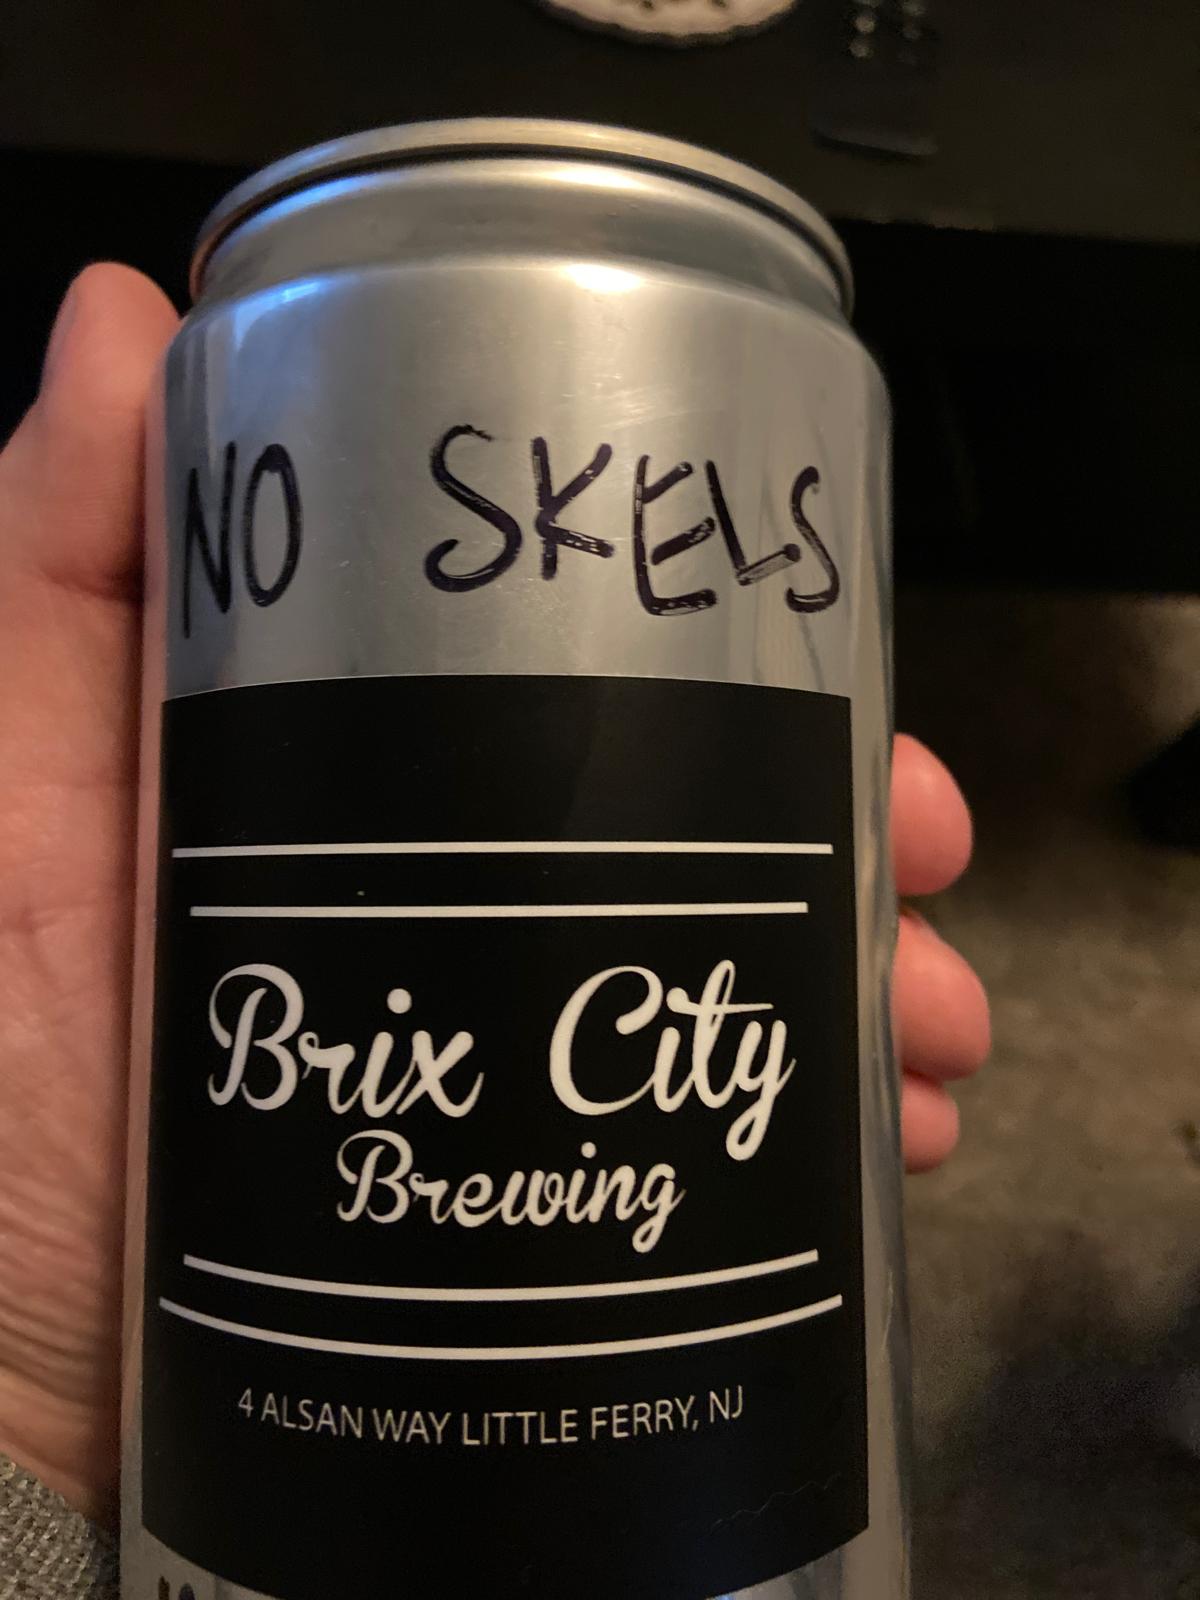 NO SKELS
Brix City
Brewing
4 ALSAN WAY LITTLE FERRY, NJ